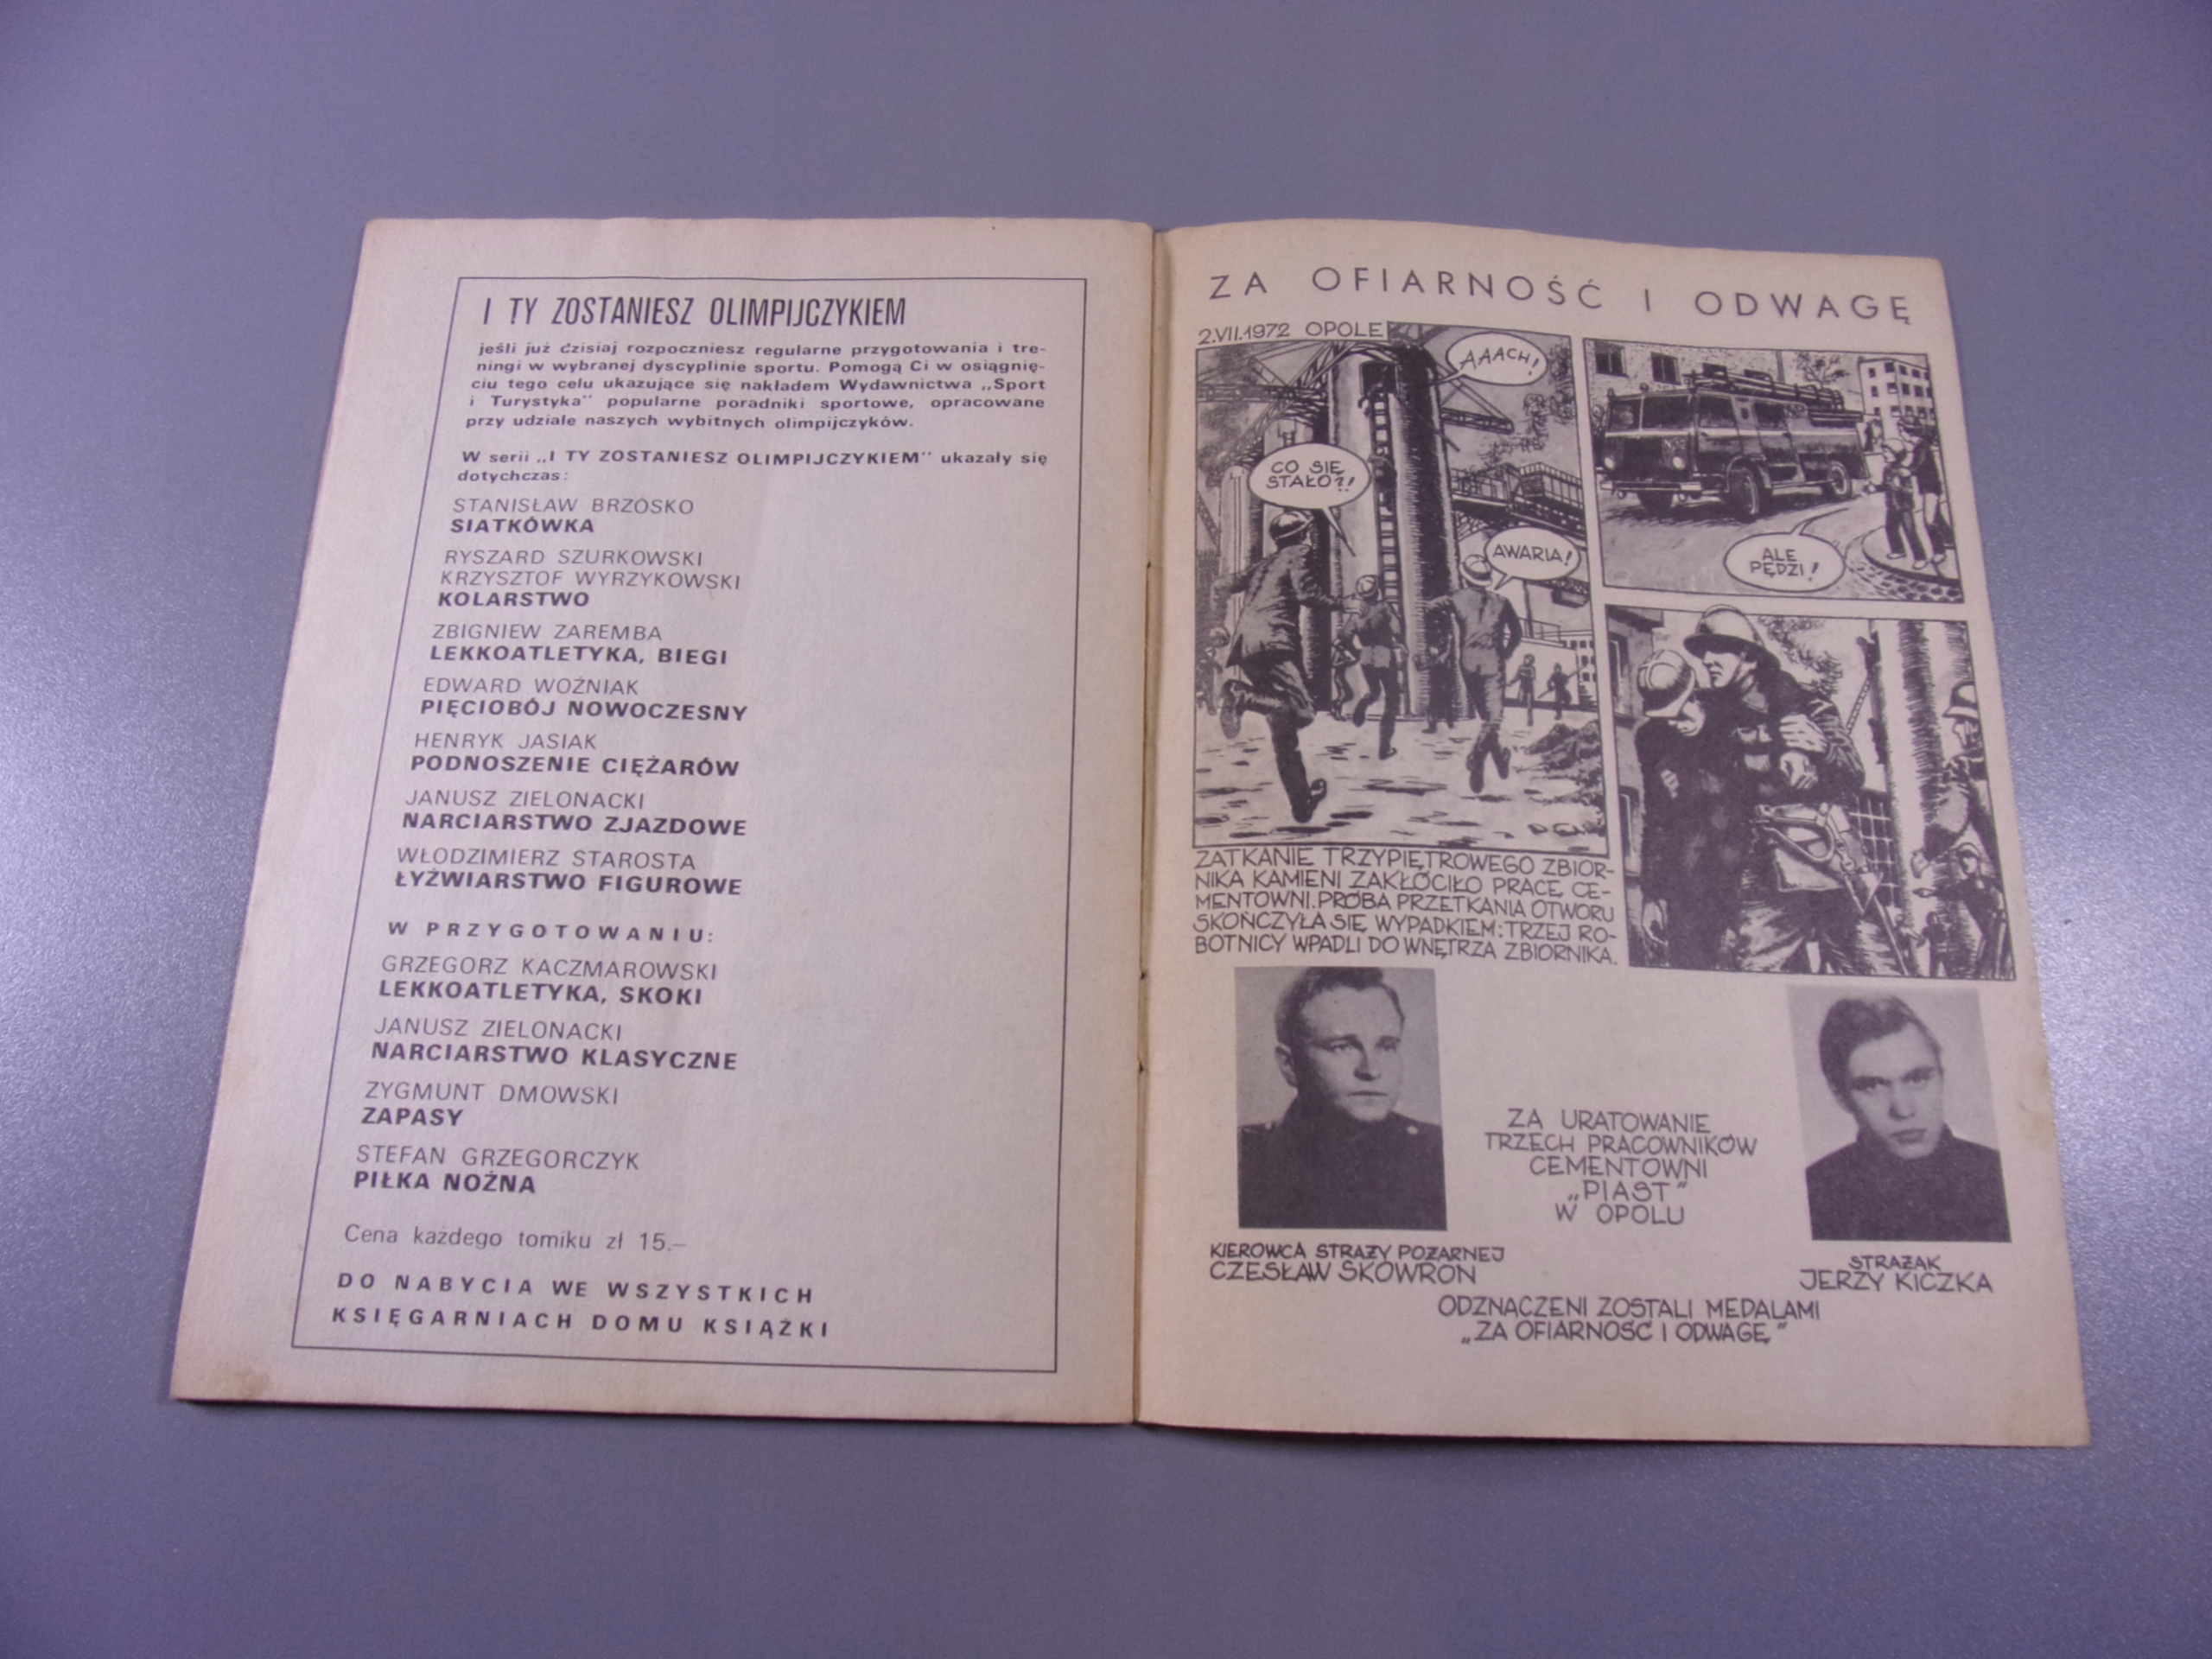 I TY ZOSTANIESZ OLIMPIJCZYKIEM
jeśli już dzisiaj rozpoczniesz regularne przygotowania i tre-
ningi w wybranej dyscyplinie sportu. Pomogą Ci w osiągnię-
ciu tego celu ukazujące się nakładem Wydawnictwa „Sport
i Turystyka" popularne poradniki sportowe, opracowane
przy udziale naszych wybitnych olimpijczyków.
W serii „I TY ZOSTANIESZ OLIMPIJCZYKIEM" ukazały się
dotychczas:
STANISŁAW BRZÓSKO
SIATKÓWKA
RYSZARD SZURKOWSKI
KRZYSZTOF WYRZYKOWSKI
KOLARSTWO
ZBIGNIEW ZAREMBA
LEKKOATLETYKA, BIEGI
EDWARD WOŹNIAK
PIĘCIOBÓJ NOWOCZESNY
HENRYK JASIAK
PODNOSZENIE CIĘŻARÓW
JANUSZ ZIELONACKI
NARCIARSTWO ZJAZDOWE
WŁODZIMIERZ STAROSTA
ŁYŻWIARSTWO FIGUROWE
W PRZYGOTOWANIU:
GRZEGORZ KACZMAROWSKI
LEKKOATLETYKA, SKOKI
JANUSZ ZIELONACKI
NARCIARSTWO KLASYCZNE
ZYGMUNT DMOWSKI
ZAPASY
STEFAN GRZEGORCZYK
PIŁKA NOŻNA
Cena każdego tomiku zł 15.—
DO NABYCIA WE WSZYSTKICH
KSIĘGARNIACH DOMU KSIĄŻKI
ZA OFIARNOŚĆ I ODWAGĘ
2.VII.1972 OPOLE
AAACH!
CO SIĘ
STAŁO?!
AWARIA!
ALE
PĘDZI!
ZATKANIE TRZYPIĘTROWEGO ZBIOR-
NIKA KAMIENI ZAKŁÓCIŁO PRACĘ CE-
MENTOWNI. PRÓBA PRZETKANIA OTWORU
SKOŃCZYŁA SIĘ WYPADKIEM: TRZEJ RO-
BOTNICY WPADLI DO WNĘTRZA ZBIORNIKA.
ZA URATOWANIE
TRZECH PRACOWNIKÓW
CEMENTOWNI
„PIAST"
W OPOLU
KIEROWCA STRAŻY POŻARNEJ
CZESŁAW SKOWRON
STRAŻAK
JERZY KICZKA
ODZNACZENI ZOSTALI MEDALAMI
„ZA OFIARNOŚĆ I ODWAGĘ"